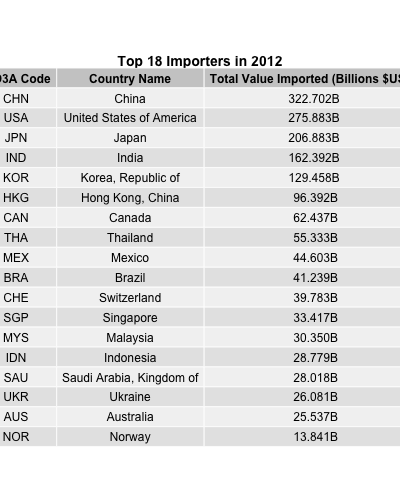 Top 18 Importers in 2012
03A Code Country Name Total Value Imported (Billions $US
CHN China 322.702B
USA United States of America 275.883B
JPN Japan 206.883B
IND India 162.392B
KOR Korea, Republic of 129.458B
HKG Hong Kong, China 96.392B
CAN Canada 62.437B
THA Thailand 55.333B
MEX Mexico 44.603B
BRA Brazil 41.239B
CHE Switzerland 39.783B
SGP Singapore 33.417B
MYS Malaysia 30.350B
IDN Indonesia 28.779B
SAU Saudi Arabia, Kingdom of 28.018B
UKR Ukraine 26.081B
AUS Australia 25.537B
NOR Norway 13.841B